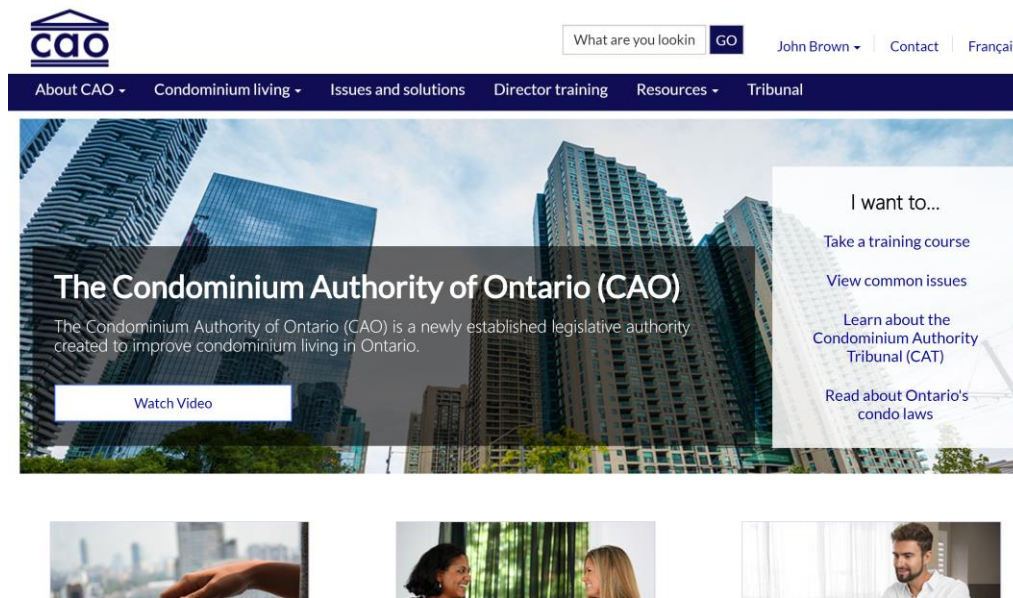 cao
What are you lookin
GO
John Brown
Contact
Françai
About CAO
Condominium living
Issues and solutions
Director training
Resources
Tribunal
I want to...
Take a training course
View common issues
Learn about the
Condominium Authority
Tribunal (CAT)
Read about Ontario's
condo laws
The Condominium Authority of Ontario (CAO)
The Condominium Authority of Ontario (CAO) is a newly established legislative authority
created to improve condominium living in Ontario.
Watch Video